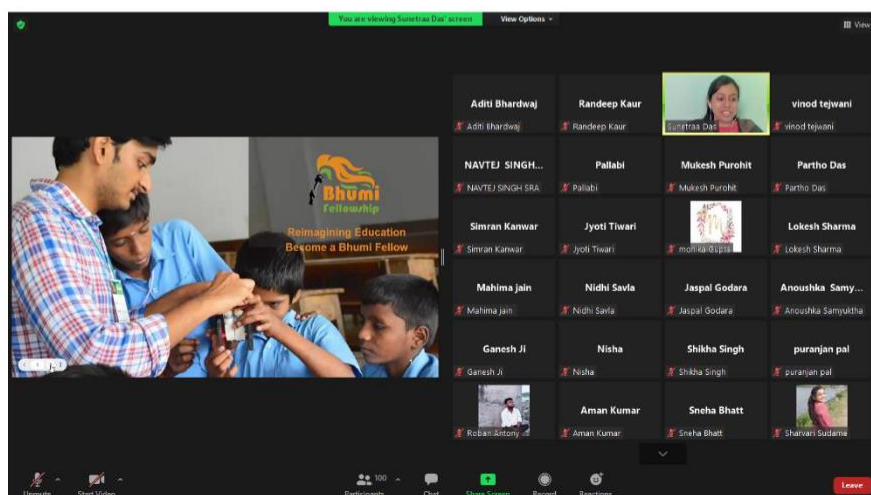 You are viewing Sunetraa Das' screen
View Options
View
Bhumi
Fellowship
Reimagining Education
Become a Bhumi Fellow
Aditi Bhardwaj
Aditi Bhardwaj
Randeep Kaur
Randeep Kaur
Sunetraa Das
vinod tejwani
vinod tejwani
NAVTEJ SINGH...
NAVTEJ SINGH SRA
Pallabi
Pallabi
Mukesh Purohit
Mukesh Purohit
Partho Das
Partho Das
Simran Kanwar
Simran Kanwar
Jyoti Tiwari
Jyoti Tiwari
M
monika Gupta
Lokesh Sharma
Lokesh Sharma
Mahima jain
Mahima jain
Nidhi Savla
Nidhi Savla
Jaspal Godara
Jaspal Godara
Anoushka Samy...
Anoushka Samyuktha
Ganesh Ji
Ganesh Ji
Nisha
Nisha
Shikha Singh
Shikha Singh
puranjan pal
puranjan pal
Roban Antony
Aman Kumar
Aman Kumar
Sneha Bhatt
Sneha Bhatt
Sharvari Sudame
Unmute
Start Video
100
Participants
Chat
Share Screen
Record
Reactions
Leave